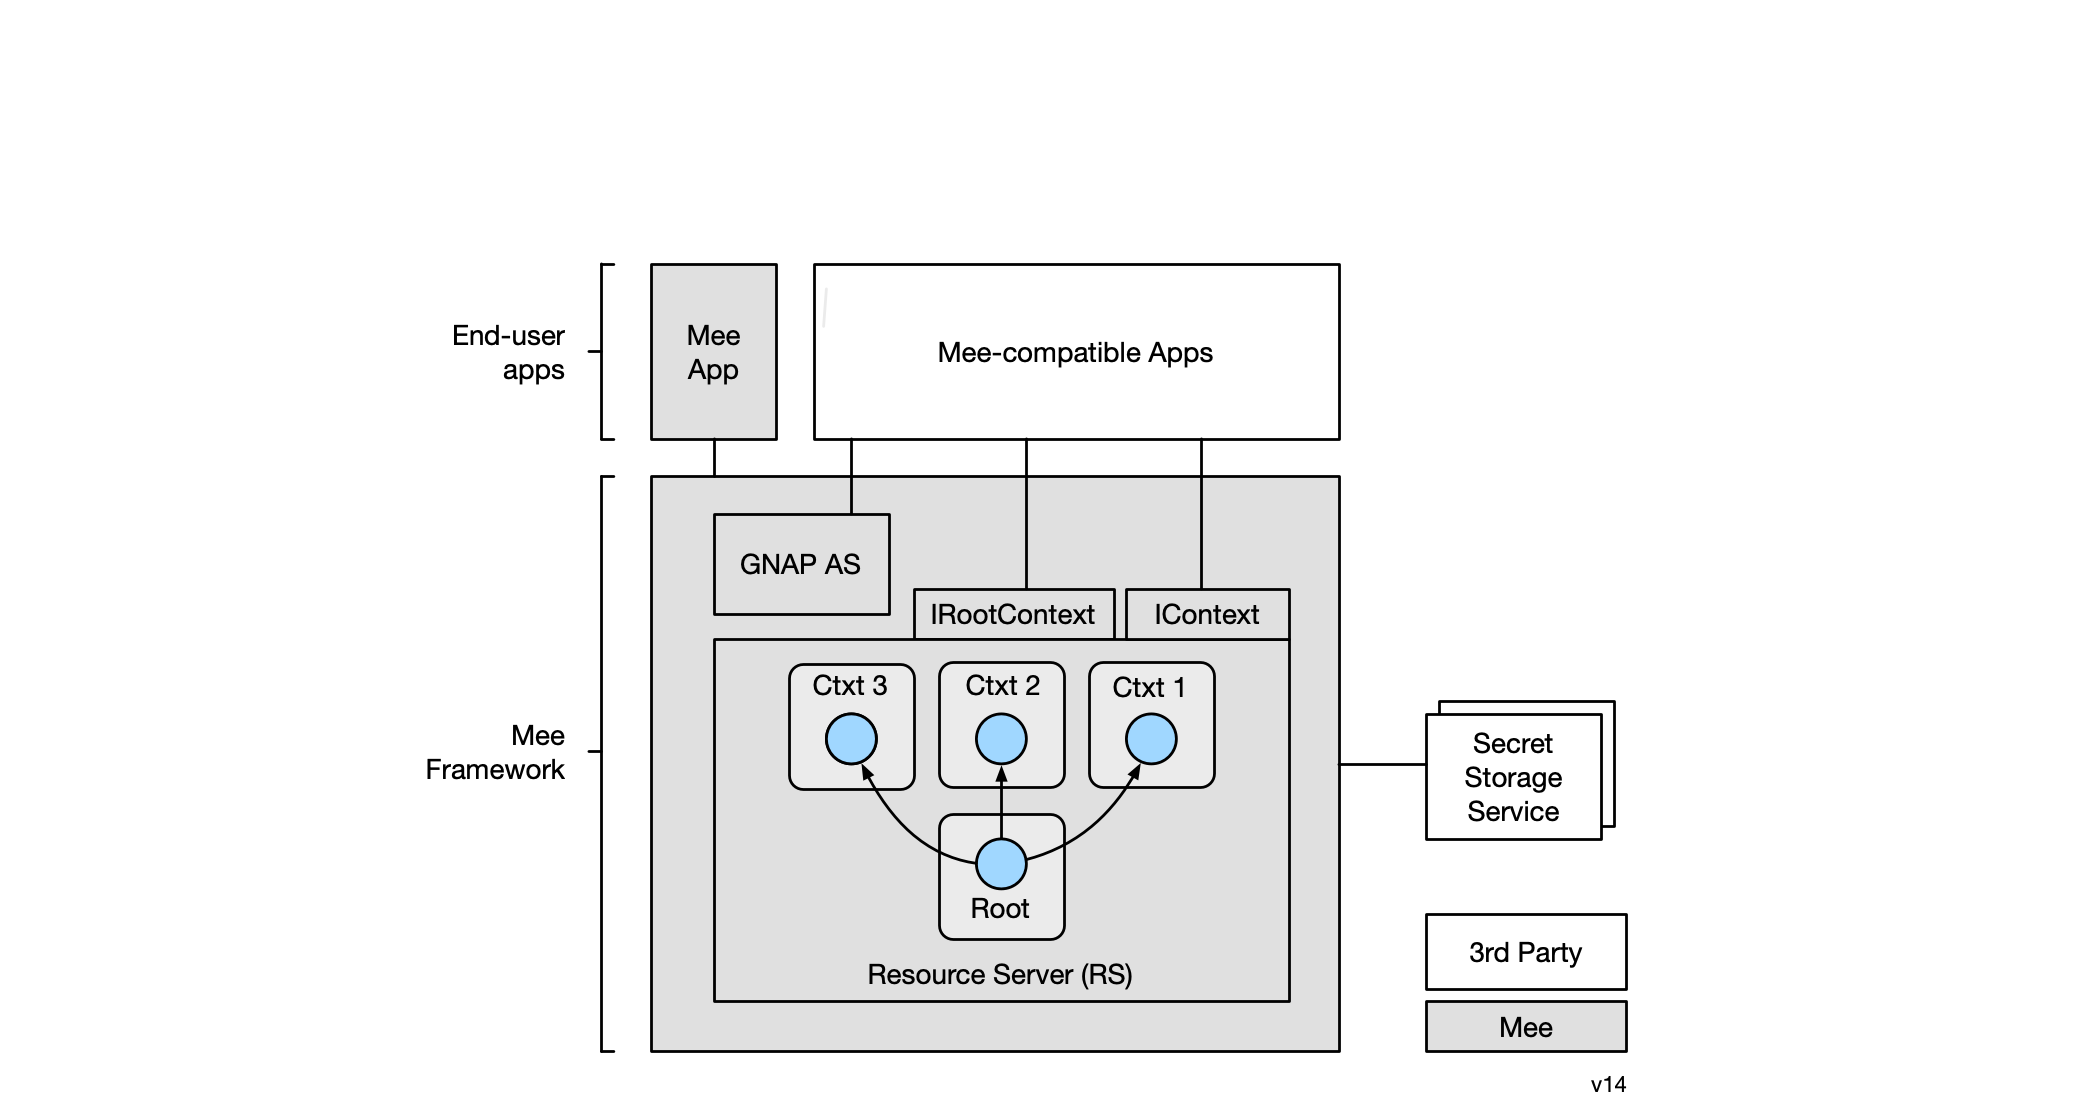 End-user
apps
Mee
App
Mee-compatible Apps
Mee
Framework
GNAP AS
IRootContext
IContext
Ctxt 3
Ctxt 2
Ctxt 1
Root
Resource Server (RS)
Secret
Storage
Service
3rd Party
Mee
v14